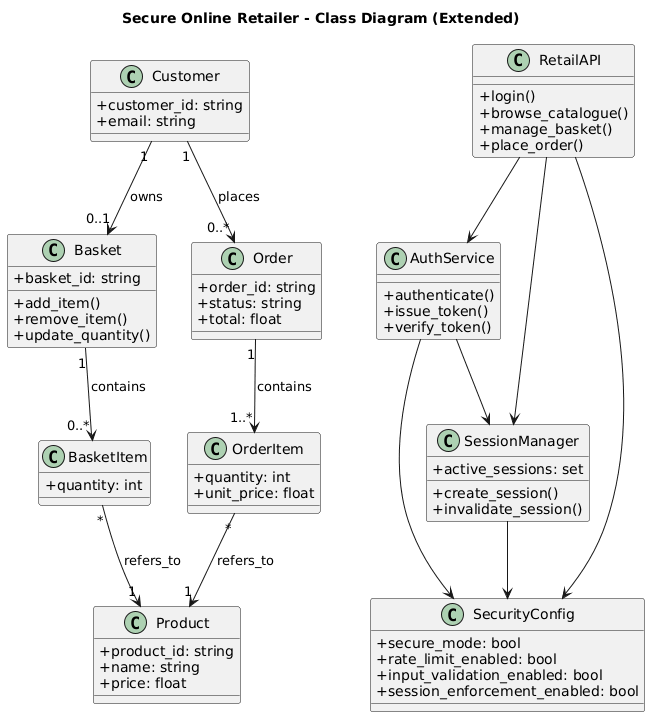 Secure Online Retailer - Class Diagram (Extended)
C Customer
+customer_id: string
+email: string
C RetailAPI
+login()
+browse_catalogue()
+manage_basket()
+place_order()
1
1
owns
places
0..1
0..*
C Basket
+basket_id: string
+add_item()
+remove_item()
+update_quantity()
C Order
+order_id: string
+status: string
+total: float
C AuthService
+authenticate()
+issue_token()
+verify_token()
1
1
contains
contains
0..*
1..*
C BasketItem
+quantity: int
C OrderItem
+quantity: int
+unit_price: float
C SessionManager
+active_sessions: set
+create_session()
+invalidate_session()
*
*
refers_to
refers_to
1
1
C Product
+product_id: string
+name: string
+price: float
C SecurityConfig
+secure_mode: bool
+rate_limit_enabled: bool
+input_validation_enabled: bool
+session_enforcement_enabled: bool